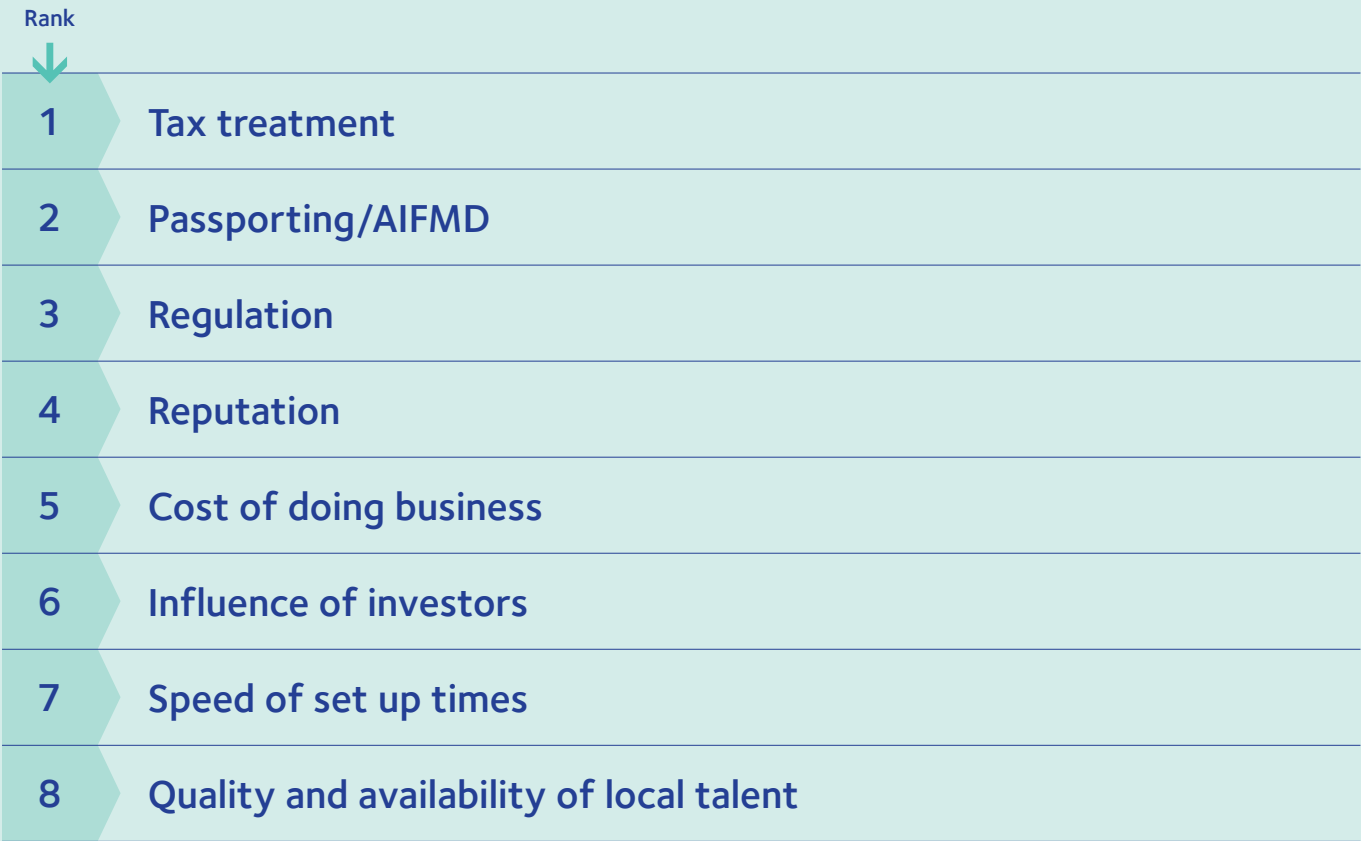 Rank
1 Tax treatment
2 Passporting/AIFMD
3 Regulation
4 Reputation
5 Cost of doing business
6 Influence of investors
7 Speed of set up times
8 Quality and availability of local talent